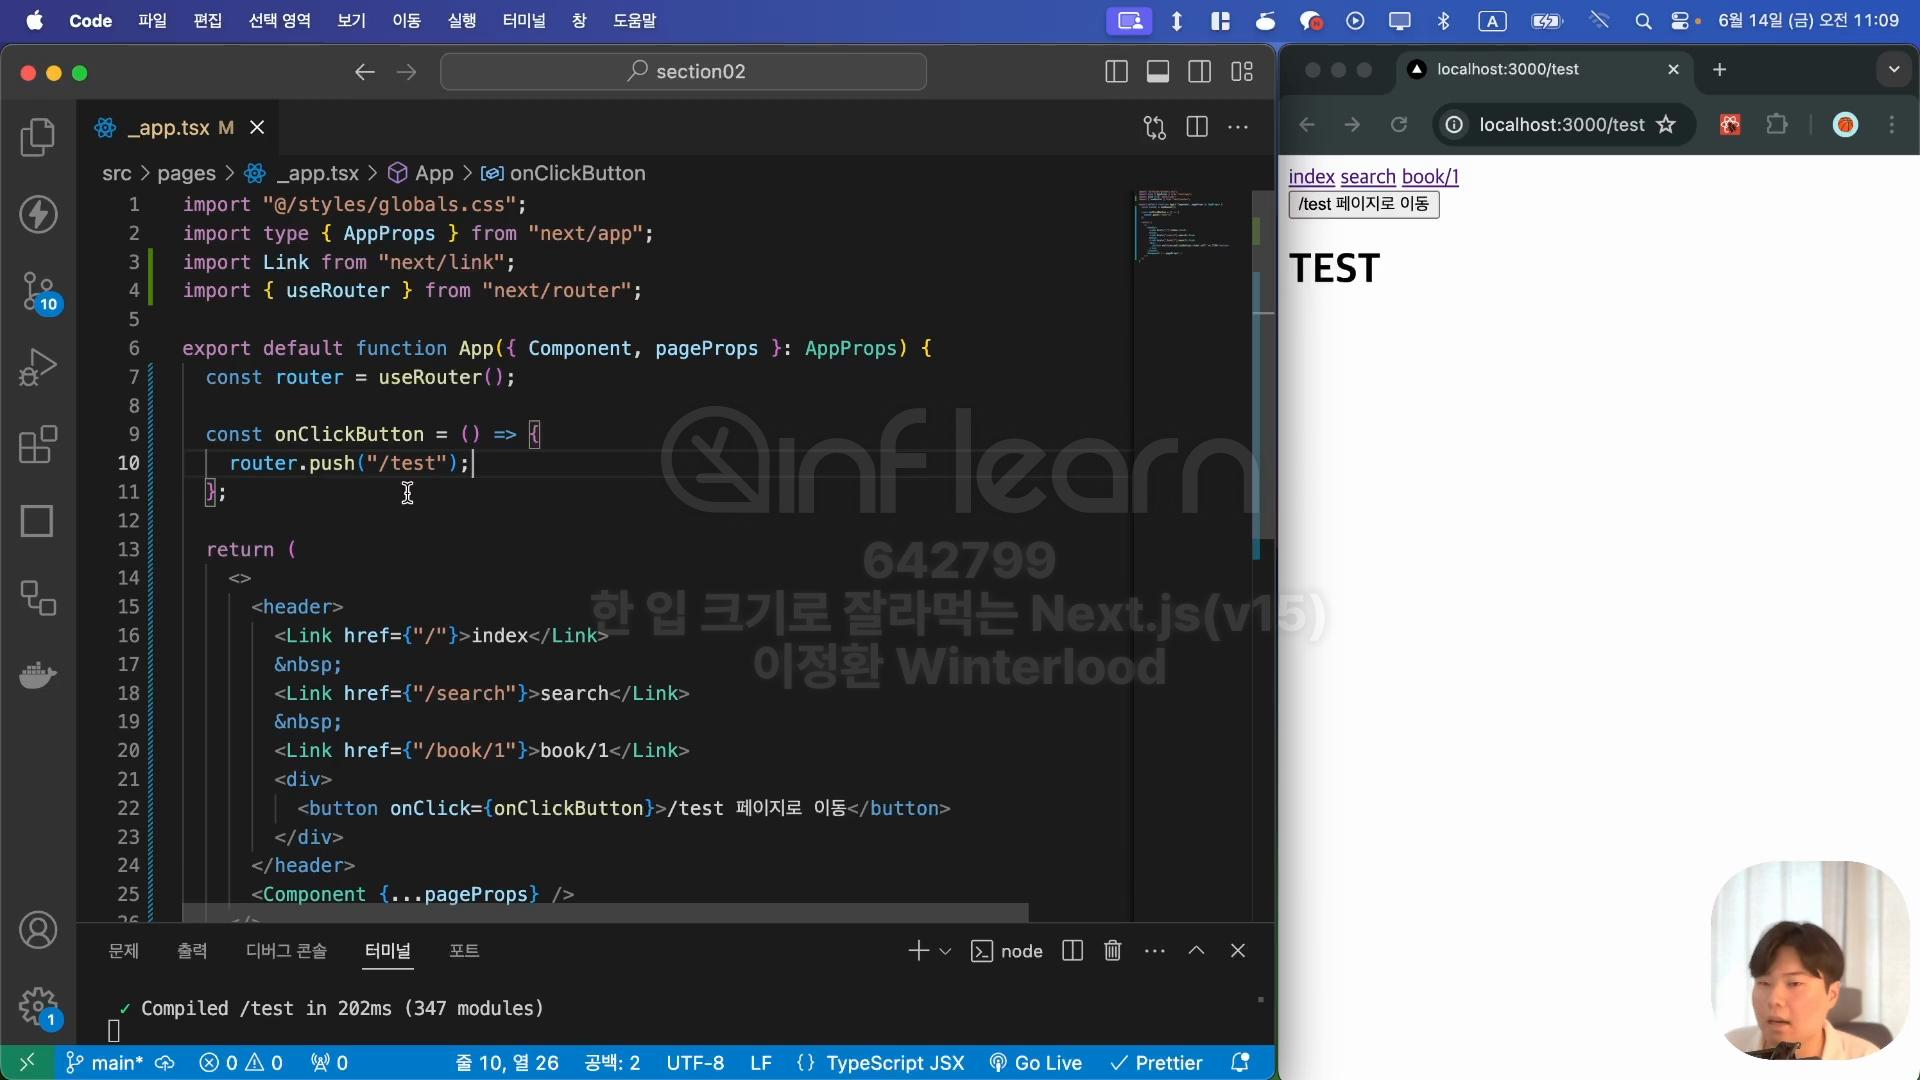 Code 파일 편집 선택 영역 보기 이동 실행 터미널 창 도움말 A 6월 14일 (금) 오전 11:09
section02
localhost:3000/test
_app.tsx M
localhost:3000/test
src > pages > _app.tsx > App > onClickButton
index search book/1
/test 페이지로 이동
TEST
1 import "@/styles/globals.css";
2 import type { AppProps } from "next/app";
3 import Link from "next/link";
4 import { useRouter } from "next/router";
5
6 export default function App({ Component, pageProps }: AppProps) {
7 const router = useRouter();
8
9 const onClickButton = () => {
10 router.push("/test");
11 };
12
13 return (
14 <>
15 <header>
16 <Link href={"/"}>index</Link>
17 &nbsp;
18 <Link href={"/search"}>search</Link>
19 &nbsp;
20 <Link href={"/book/1"}>book/1</Link>
21 <div>
22 <button onClick={onClickButton}>/test 페이지로 이동</button>
23 </div>
24 </header>
25 <Component {...pageProps} />
26 </>
inflearn
642799
한 입 크기로 잘라먹는 Next.js(v15)
이정환 Winterlood
10
1
문제 출력 디버그 콘솔 터미널 포트 node
✓ Compiled /test in 202ms (347 modules)
main* 0 0 0 줄 10, 열 26 공백: 2 UTF-8 LF {} TypeScript JSX Go Live Prettier